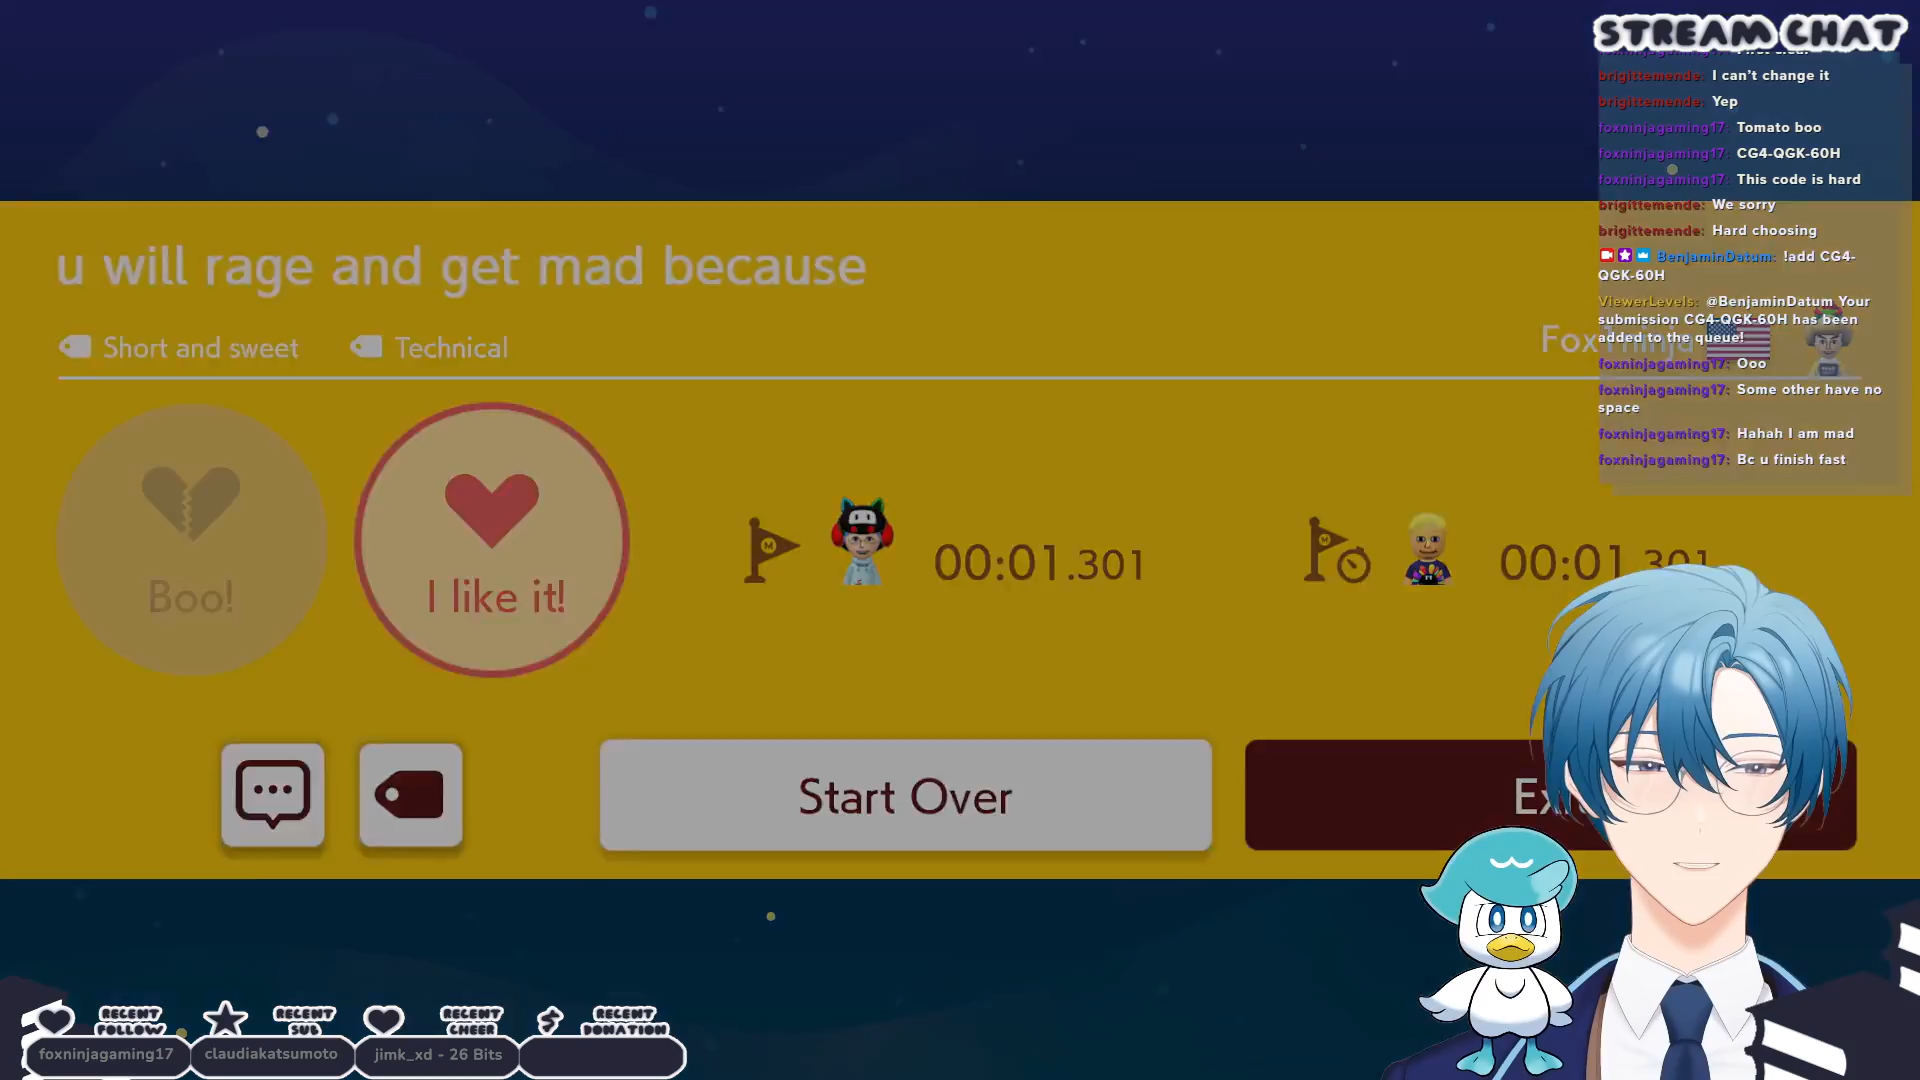 STREAM CHAT
brigittemende: I can't change it
brigittemende: Yep
foxninjagaming17: Tomato boo
foxninjagaming17: CG4-QGK-60H
foxninjagaming17: This code is hard
brigittemende: We sorry
brigittemende: Hard choosing
BenjaminDatum: !add CG4-
QGK-60H
ViewerLevels: @BenjaminDatum Your
submission CG4-QGK-60H has been
added to the queue!
foxninjagaming17: Ooo
foxninjagaming17: Some other have no
space
foxninjagaming17: Hahah I am mad
foxninjagaming17: Bc u finish fast
u will rage and get mad because
Short and sweet
Technical
Boo!
I like it!
00:01.301
00:01.301
Start Over
RECENT
FOLLOW
foxninjagaming17
RECENT
SUB
claudiakatsumoto
RECENT
CHEER
jimk_xd - 26 Bits
RECENT
DONATION